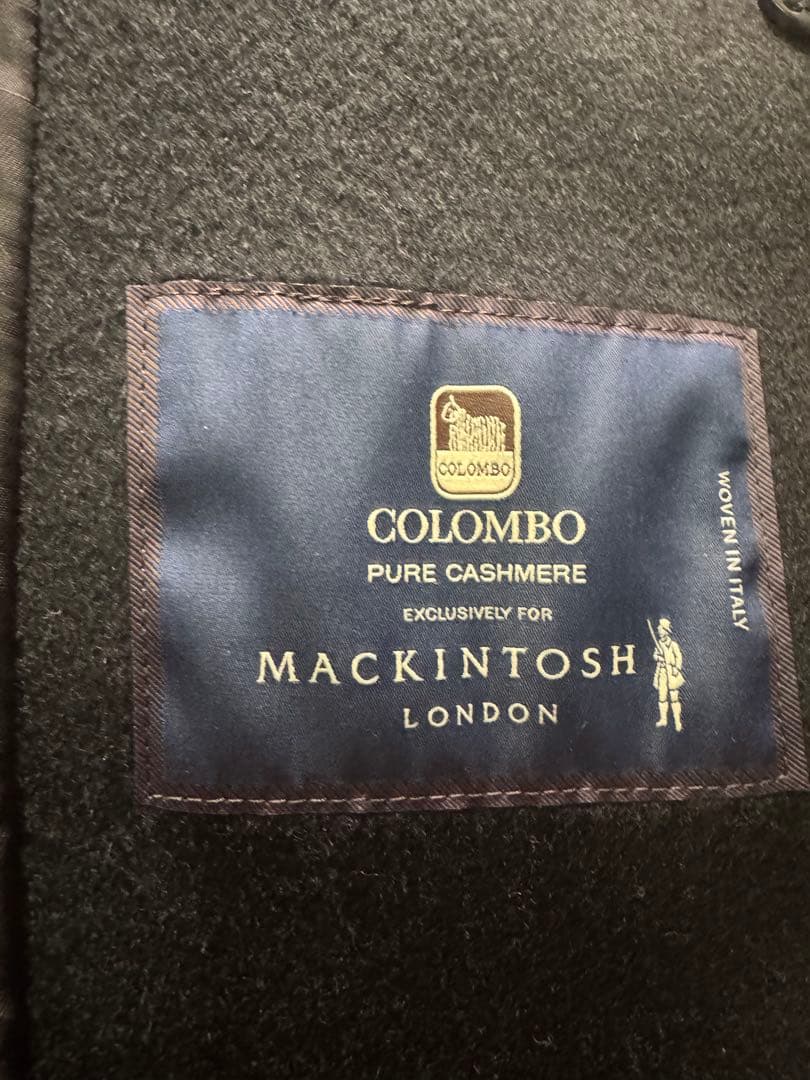 COLOMBO
COLOMBO
PURE CASHMERE
EXCLUSIVELY FOR
MACKINTOSH
LONDON
WOVEN IN ITALY